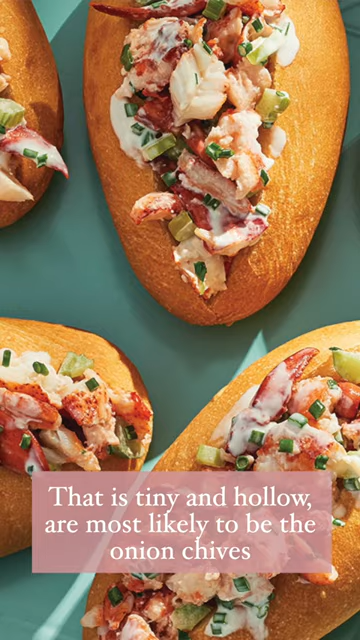 That is tiny and hollow,
are most likely to be the
onion chives